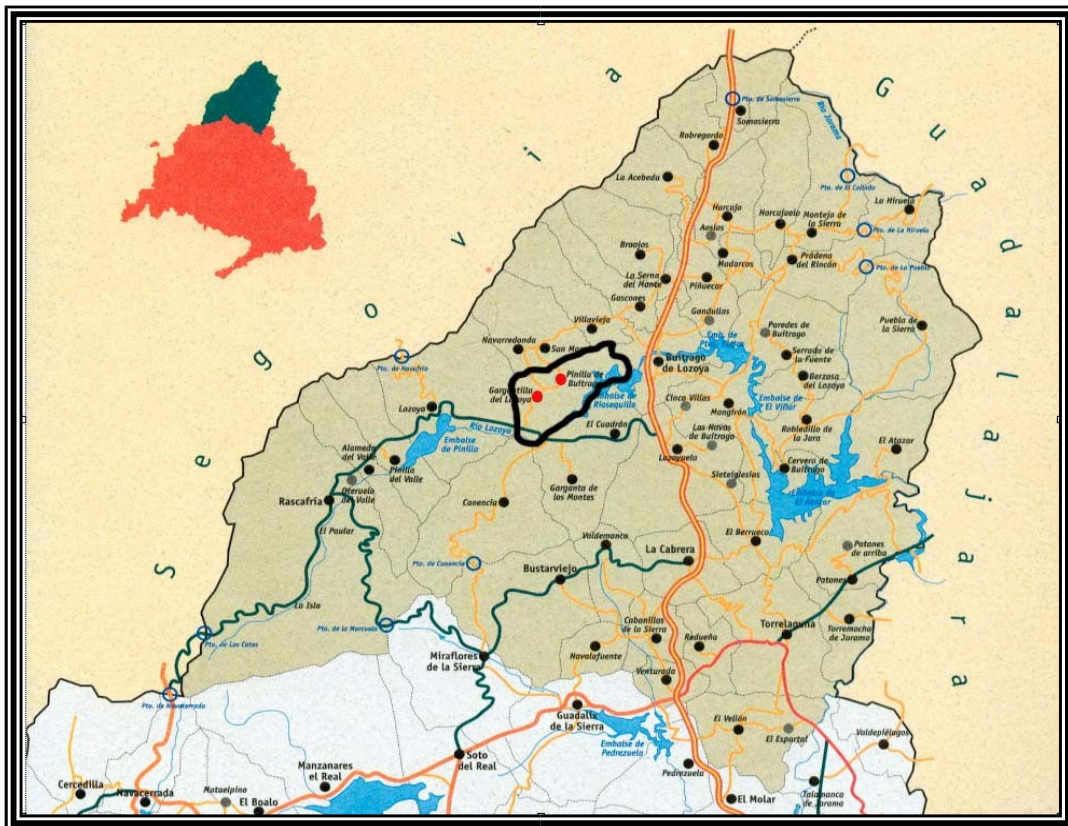 Segovia
Guadalajara
Pto. de Somosierra
Somosierra
Río Jarama
Robregordo
La Acebeda
Pto. de El Collado
La Hiruela
Horcajo
Aoslos
Horcajuelo
Montejo de
la Sierra
Pto. de La Hiruela
Braojos
Madarcos
Prádena
del Rincón
Pto. de La Puebla
La Serna
del Monte
Piñuecar
Gascones
Gandullas
Villavieja
Paredes de
Buitrago
Puebla de
la Sierra
Navarredonda
San
Emb. de
Serrada de
la Fuente
Pto. de Navafría
Buitrago
de Lozoya
Pinilla de
Buitrago
Berzosa
del Lozoya
Gargantilla
del Lozoya
Embalse de
Riosequillo
Cinco Villas
Mangirón
Embalse de
El Villar
Lozoya
Río Lozoya
El Cuadrón
Las Navas
de Buitrago
Robledillo de
la Jara
Embalse
de Pinilla
El Atazar
Alameda
del Valle
Pinilla
del Valle
Lozoyuela
Cervera de
Buitrago
Oteruelo
del Valle
Garganta de
los Montes
Sieteiglesias
Embalse de
El Atazar
Rascafría
Canencia
El Paular
Valdemanco
La Cabrera
El Berrueco
Patones
de arriba
Pto. de Canencia
Bustarviejo
Patones
La Isla
Pto. de la Morcuera
Cabanillas
de la Sierra
Torrelaguna
Torremocha
de Jarama
Pto. de Los Cotos
Miraflores
de la Sierra
Navalafuente
Redueña
Venturada
Pto. de Navacerrada
Guadalix
de la Sierra
El Vellón
El Espartal
Valdepiélagos
Embalse de
Pedrezuela
Soto
del Real
Pedrezuela
Manzanares
el Real
Cercedilla
Navacerrada
Mataelpino
El Boalo
El Molar
Talamanca
de Jarama